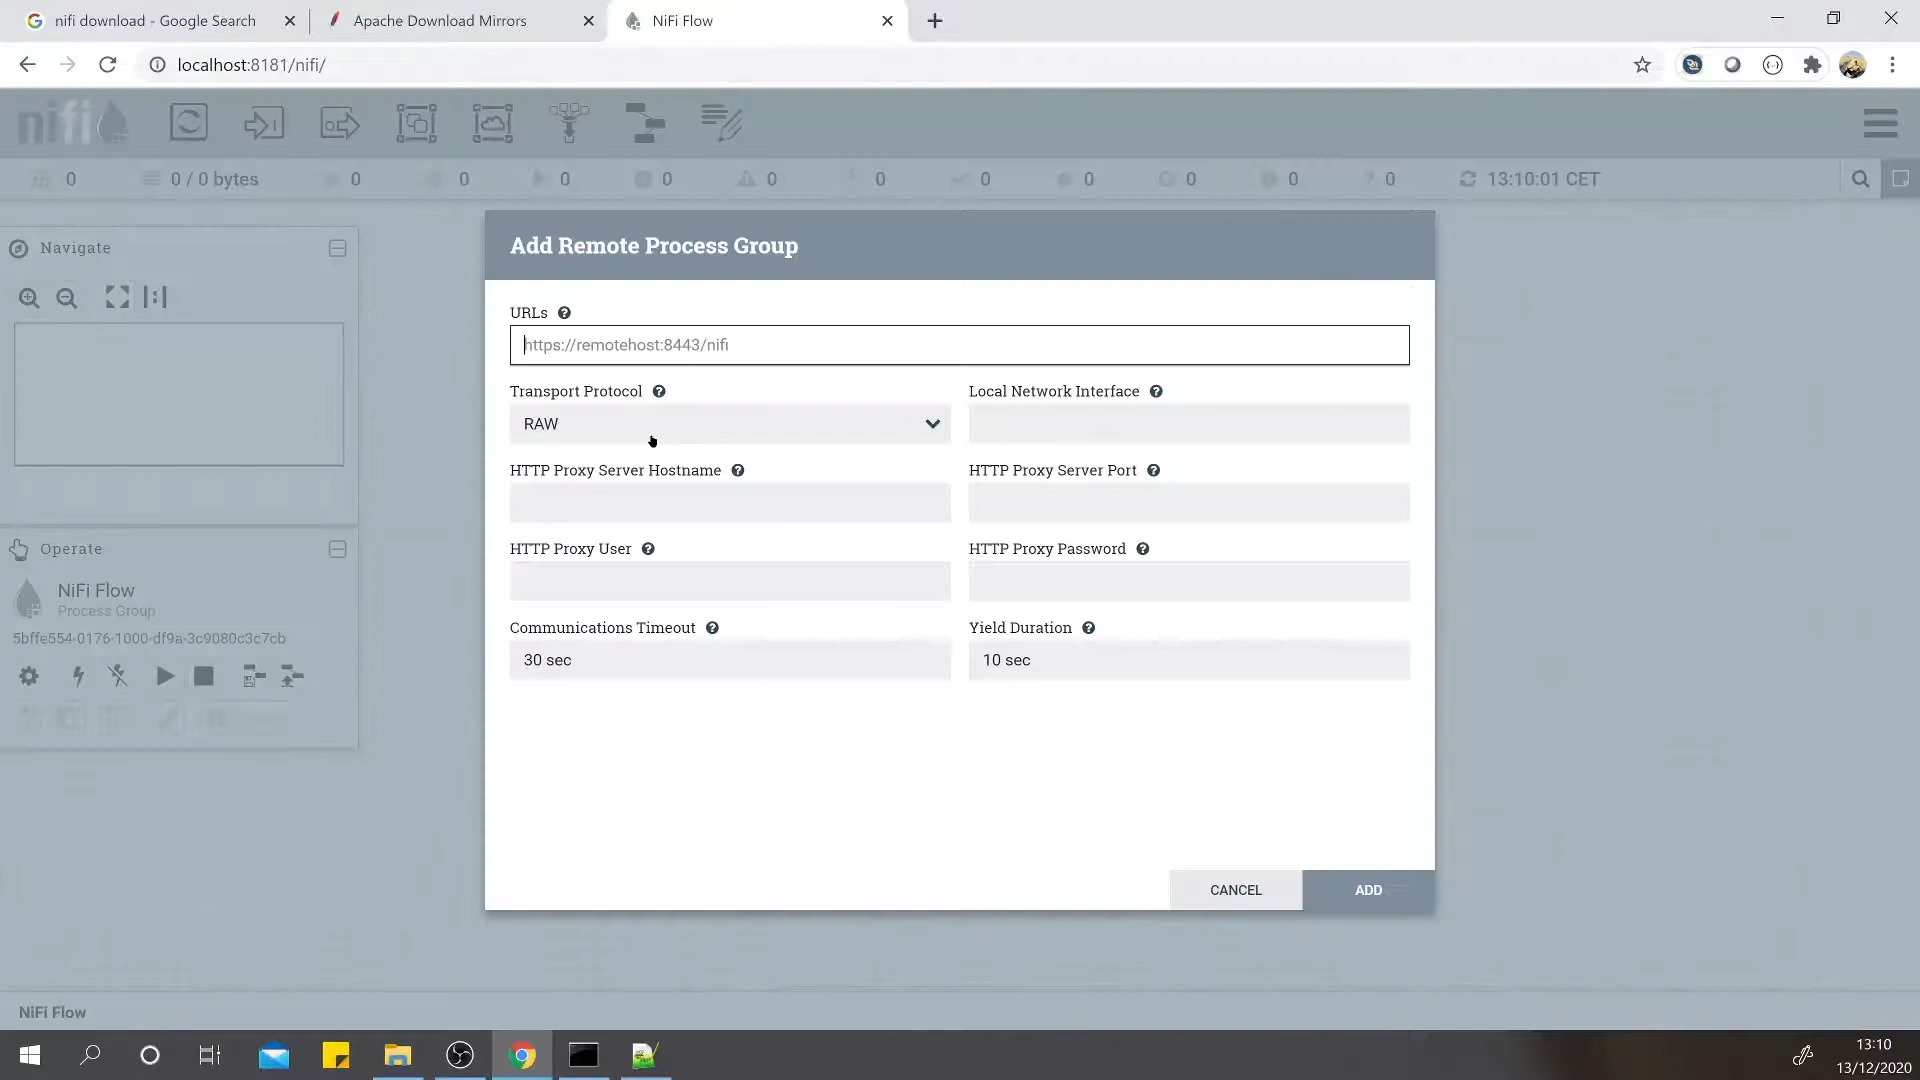 nifi download - Google Search
Apache Download Mirrors
NiFi Flow
localhost:8181/nifi/
nifi
0
0 / 0 bytes
0
0
0
0
0
0
0
0
0
0
0
13:10:01 CET
Navigate
Add Remote Process Group
URLs
https://remotehost:8443/nifi
Transport Protocol
Local Network Interface
RAW
HTTP Proxy Server Hostname
HTTP Proxy Server Port
HTTP Proxy User
HTTP Proxy Password
Communications Timeout
Yield Duration
30 sec
10 sec
Operate
NiFi Flow
Process Group
5bffe554-0176-1000-df9a-3c9080c3c7cb
CANCEL
ADD
NiFi Flow
13:10
13/12/2020